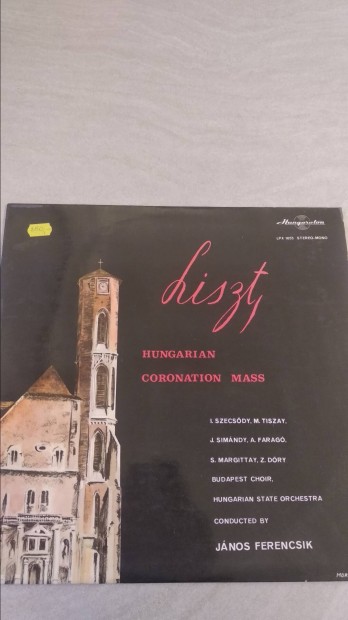 Hungaroton
STEREO-MONO
Liszt,
HUNGARIAN
CORONATION MASS
I. SZECSŐDY, M. TISZAY,
J. SIMÁNDY, A. FARAGÓ,
S. MARGITTAY, Z. DŐRY
BUDAPEST CHOIR,
HUNGARIAN STATE ORCHESTRA
CONDUCTED BY
JÁNOS FERENCSIK